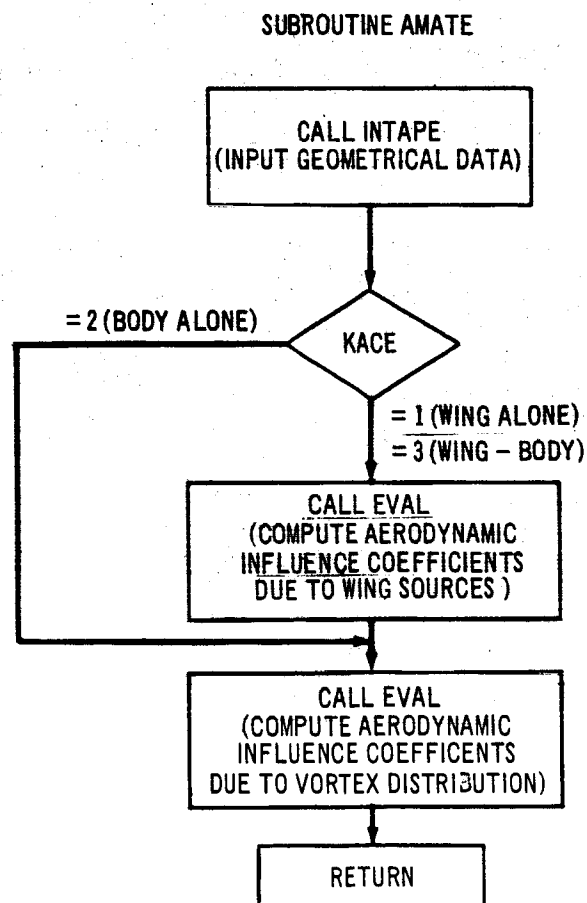 SUBROUTINE AMATE
CALL INTAPE
(INPUT GEOMETRICAL DATA)
= 2 (BODY ALONE)
KACE
= 1 (WING ALONE)
= 3 (WING – BODY)
CALL EVAL
(COMPUTE AERODYNAMIC
INFLUENCE COEFFICIENTS
DUE TO WING SOURCES )
CALL EVAL
(COMPUTE AERODYNAMIC
INFLUENCE COEFFICENTS
DUE TO VORTEX DISTRIBUTION)
RETURN